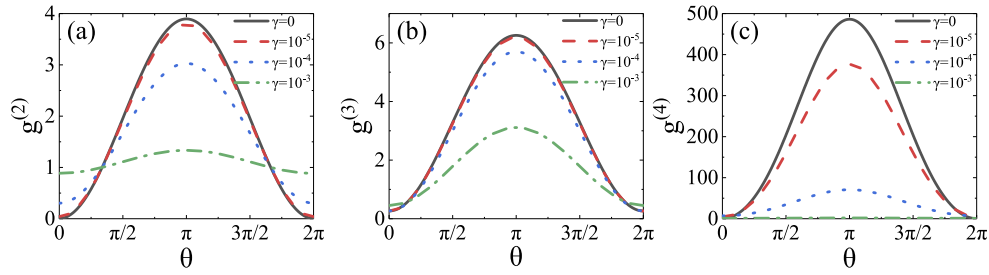 (a)
g^(2)
4
3
2
1
0
γ=0
γ=10^-5
γ=10^-4
γ=10^-3
0
π/2
π
3π/2
2π
θ
(b)
g^(3)
6
4
2
0
γ=0
γ=10^-5
γ=10^-4
γ=10^-3
0
π/2
π
3π/2
2π
θ
(c)
g^(4)
500
400
300
200
100
0
γ=0
γ=10^-5
γ=10^-4
γ=10^-3
0
π/2
π
3π/2
2π
θ